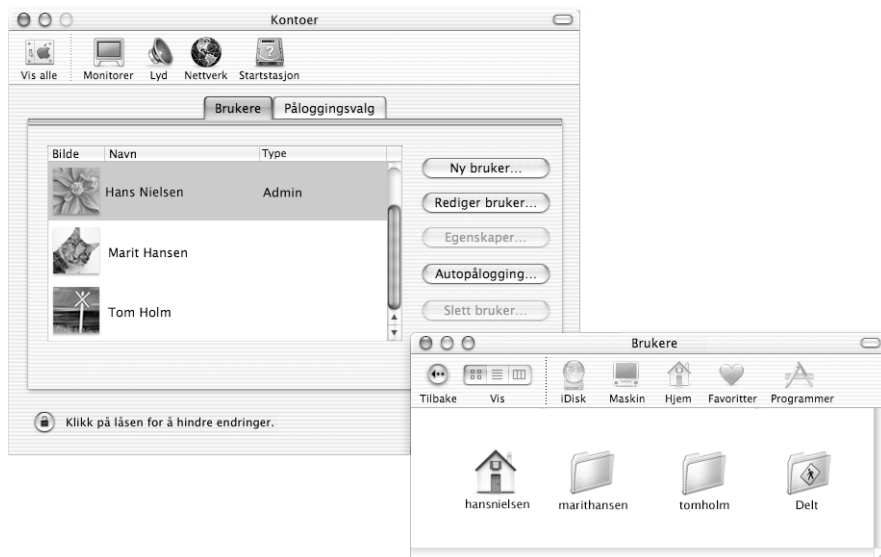 Kontoer
Vis alle Monitorer Lyd Nettverk Startstasjon
Brukere Påloggingsvalg
Bilde Navn Type
Hans Nielsen Admin
Marit Hansen
Tom Holm
Ny bruker...
Rediger bruker...
Egenskaper...
Autopålogging...
Slett bruker...
Klikk på låsen for å hindre endringer.
Brukere
Tilbake Vis iDisk Maskin Hjem Favoritter Programmer
hansnielsen marithansen tomholm Delt